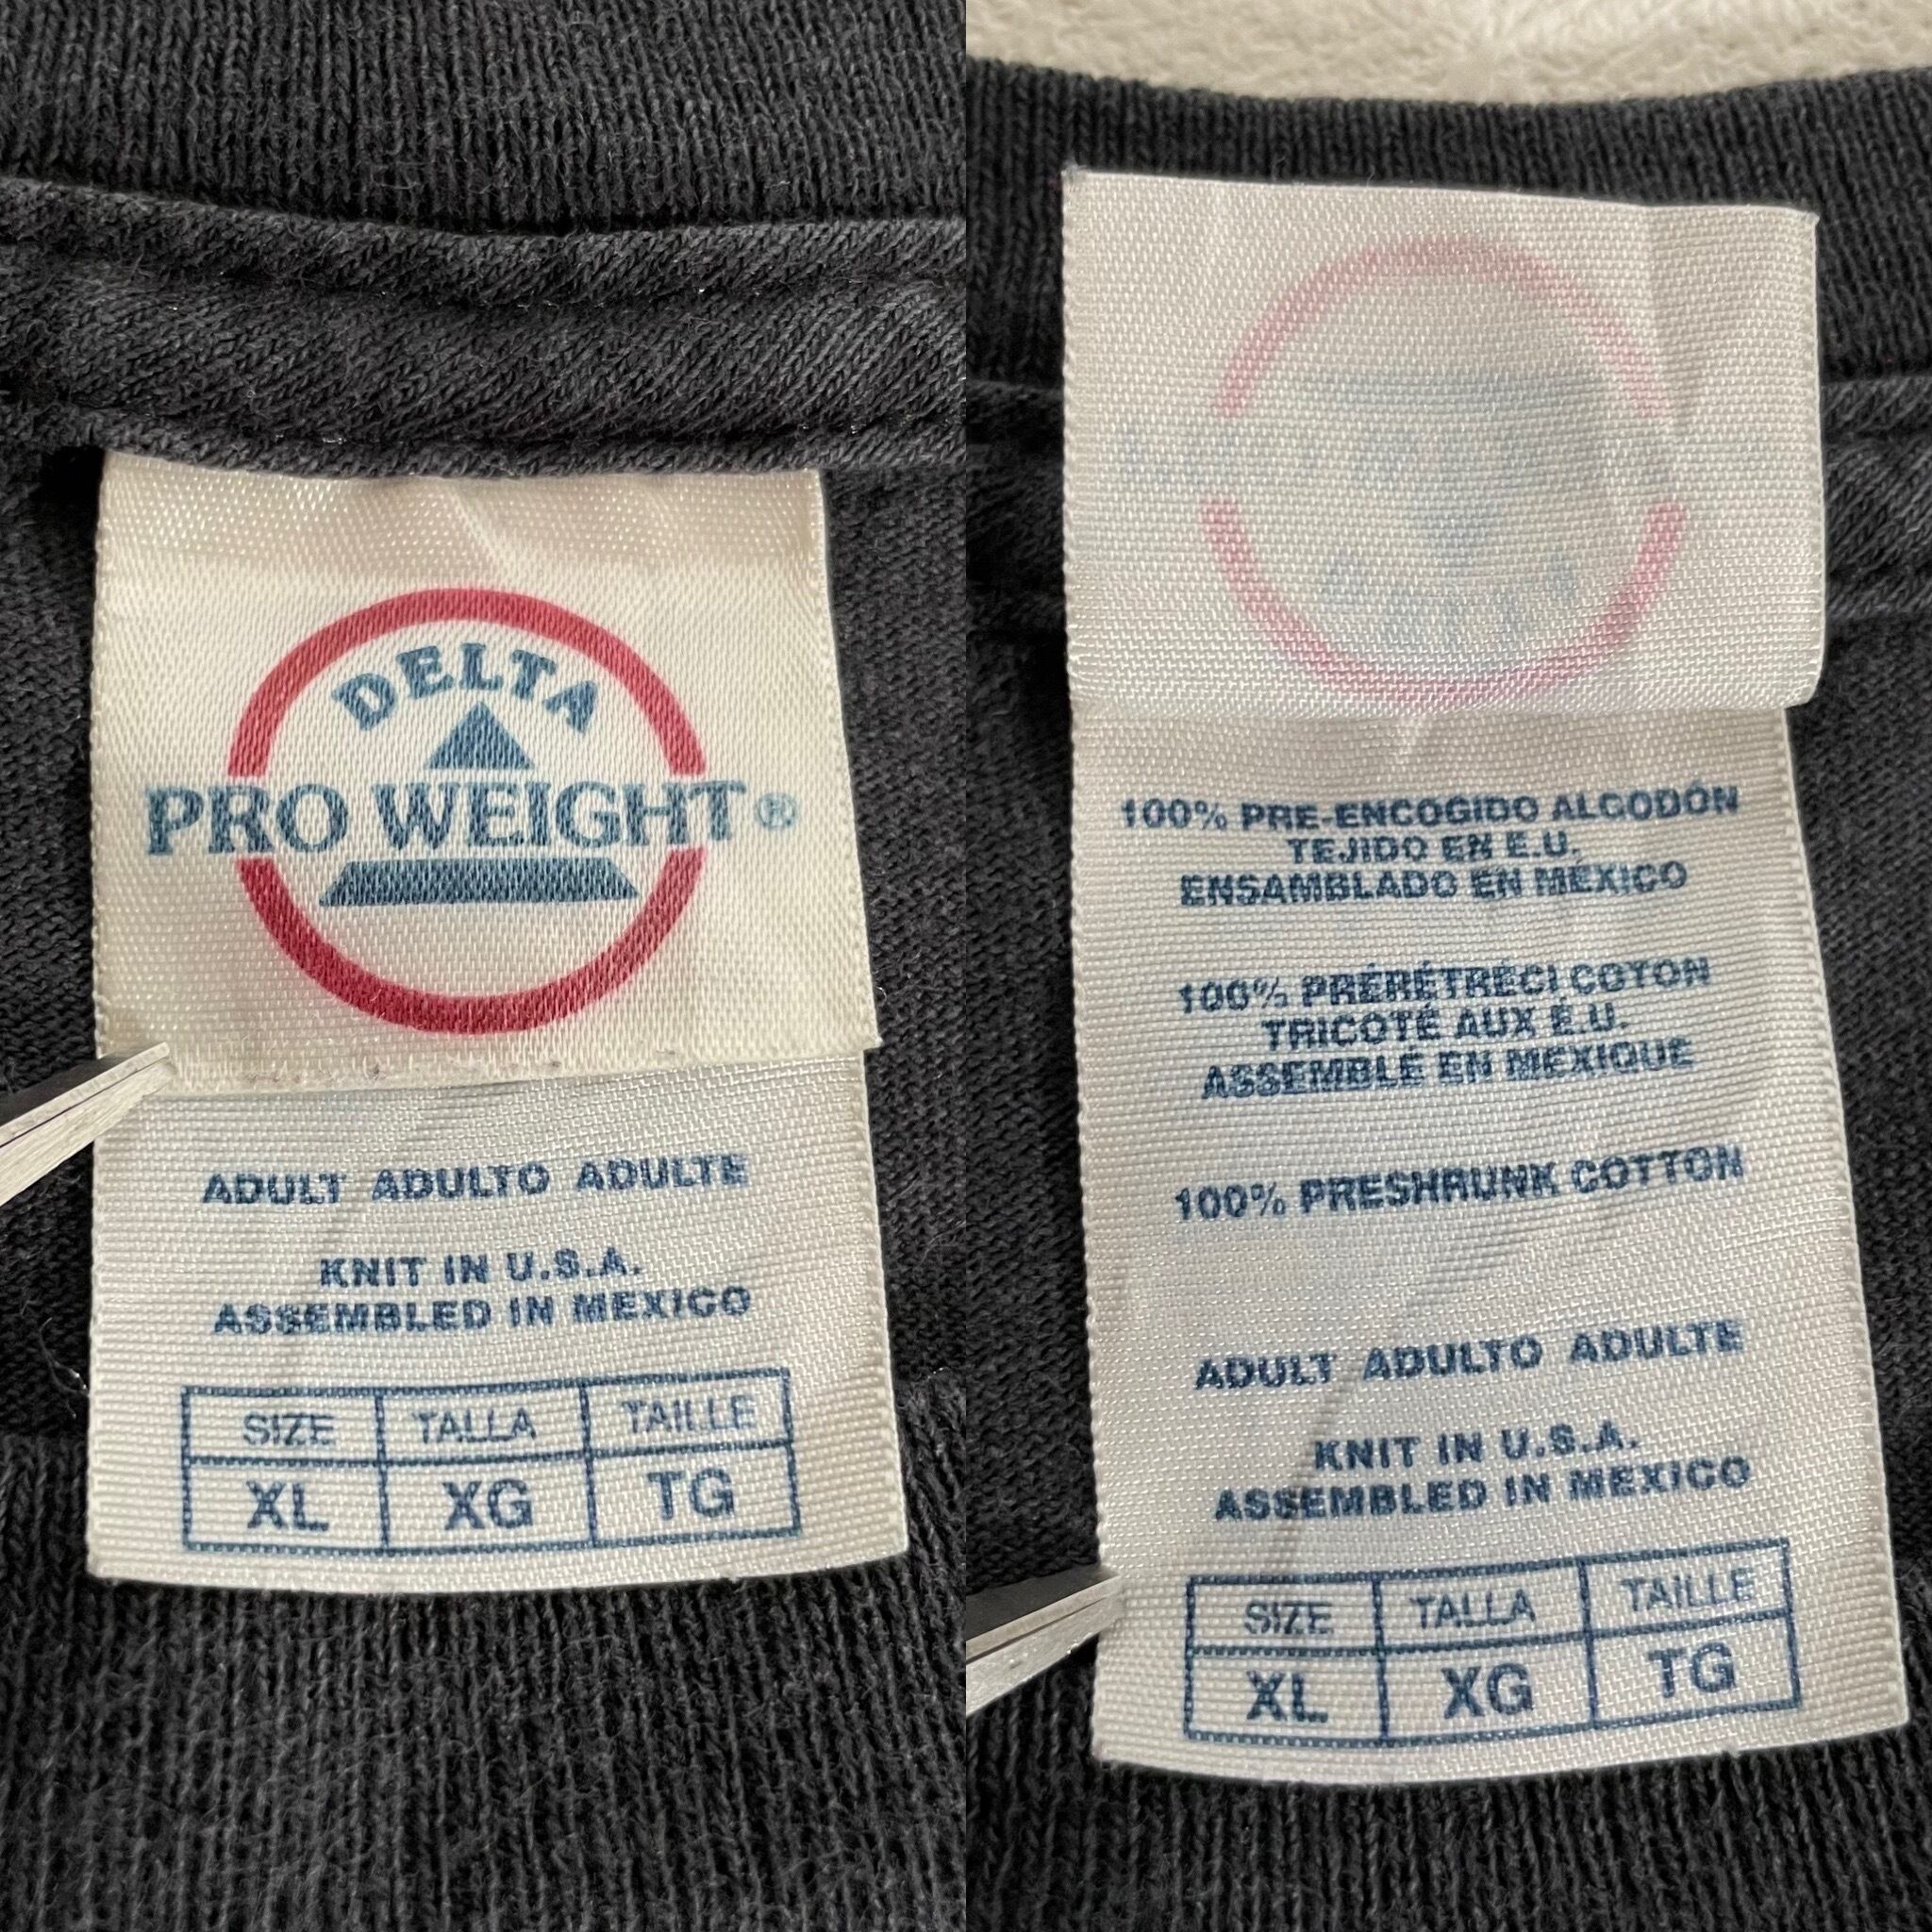 DELTA
PRO WEIGHT®
ADULT ADULTO ADULTE
KNIT IN U.S.A.
ASSEMBLED IN MEXICO
SIZE TALLA TAILLE
XL XG TG
100% PRE-ENCOGIDO ALGODÓN
TEJIDO EN E.U.
ENSAMBLADO EN MÉXICO
100% PRÉRÉTRÉCI COTON
TRICOTÉ AUX É.U.
ASSEMBLÉ EN MEXIQUE
100% PRESHRUNK COTTON
ADULT ADULTO ADULTE
KNIT IN U.S.A.
ASSEMBLED IN MEXICO
SIZE TALLA TAILLE
XL XG TG